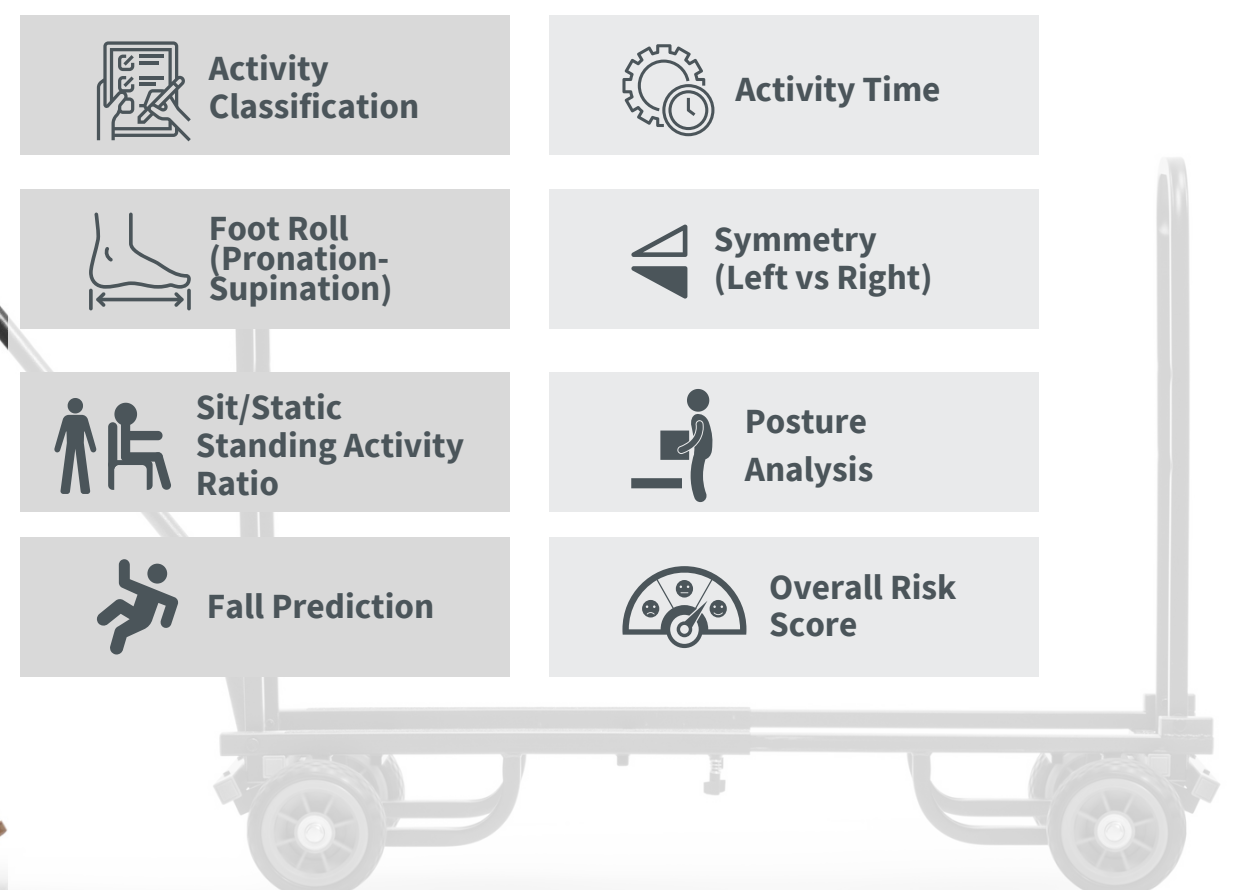 Activity
Classification
Activity Time
Foot Roll
(Pronation-
Supination)
Symmetry
(Left vs Right)
Sit/Static
Standing Activity
Ratio
Posture
Analysis
Fall Prediction
Overall Risk
Score